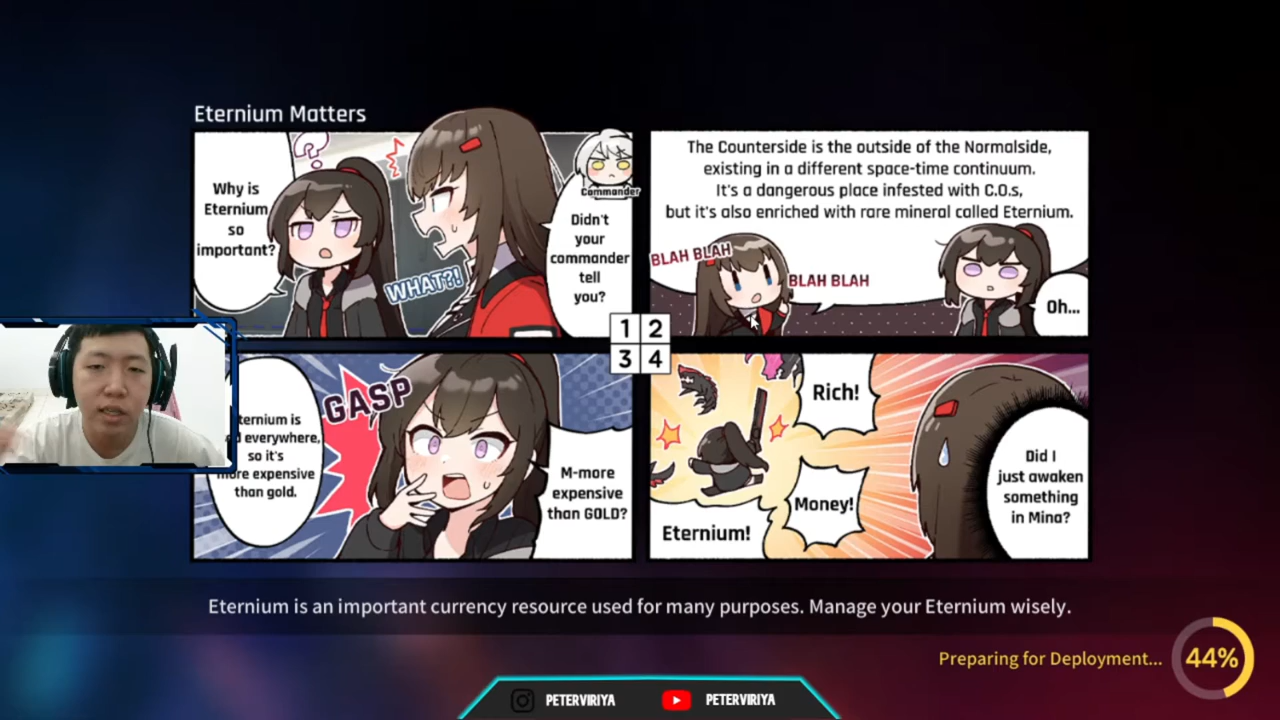 Eternium Matters
Why is
Eternium
so
important?
WHAT?!
Commander
Didn't
your
commander
tell
you?
The Counterside is the outside of the Normalside,
existing in a different space-time continuum.
It's a dangerous place infested with C.O.s,
but it's also enriched with rare mineral called Eternium.
BLAH BLAH
BLAH BLAH
Oh...
1 2
3 4
is
everywhere,
so it's
expensive
than gold.
GASP
M-more
expensive
than GOLD?
Rich!
Money!
Eternium!
Did I
just awaken
something
in Mina?
Eternium is an important currency resource used for many purposes. Manage your Eternium wisely.
Preparing for Deployment...
44%
PETERVIRIYA
PETERVIRIYA